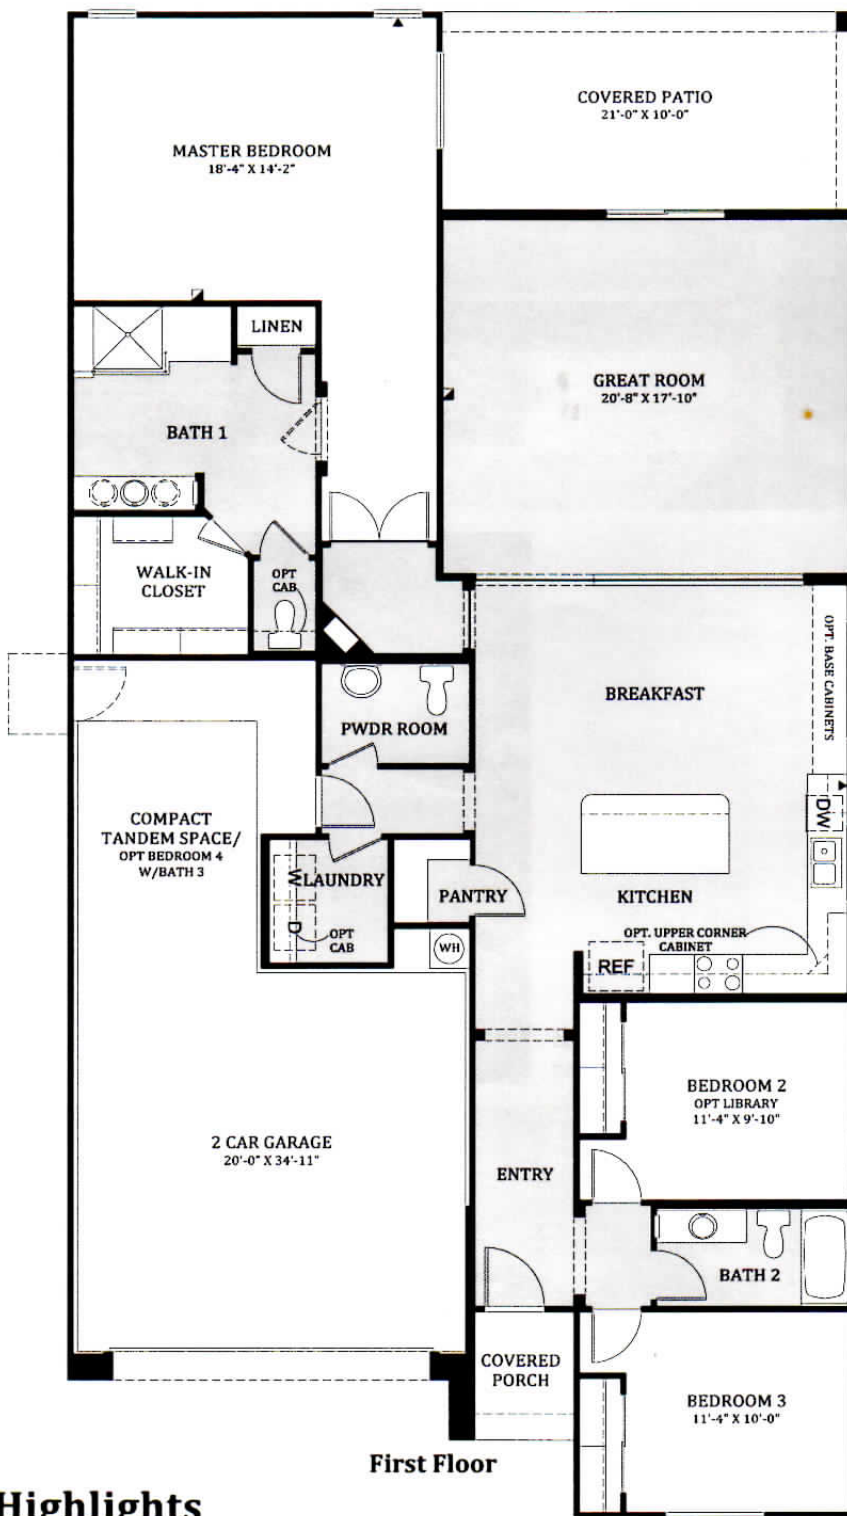 COVERED PATIO
21'-0" X 10'-0"
MASTER BEDROOM
18'-4" X 14'-2"
LINEN
GREAT ROOM
20'-8" X 17'-10"
BATH 1
WALK-IN
CLOSET
OPT
CAB
OPT. BASE CABINETS
BREAKFAST
PWDR ROOM
COMPACT
TANDEM SPACE/
OPT BEDROOM 4
W/BATH 3
DW
W
LAUNDRY
D
OPT
CAB
PANTRY
KITCHEN
WH
OPT. UPPER CORNER
CABINET
REF
BEDROOM 2
OPT LIBRARY
11'-4" X 9'-10"
2 CAR GARAGE
20'-0" X 34'-11"
ENTRY
BATH 2
COVERED
PORCH
BEDROOM 3
11'-4" X 10'-0"
First Floor
Highlights